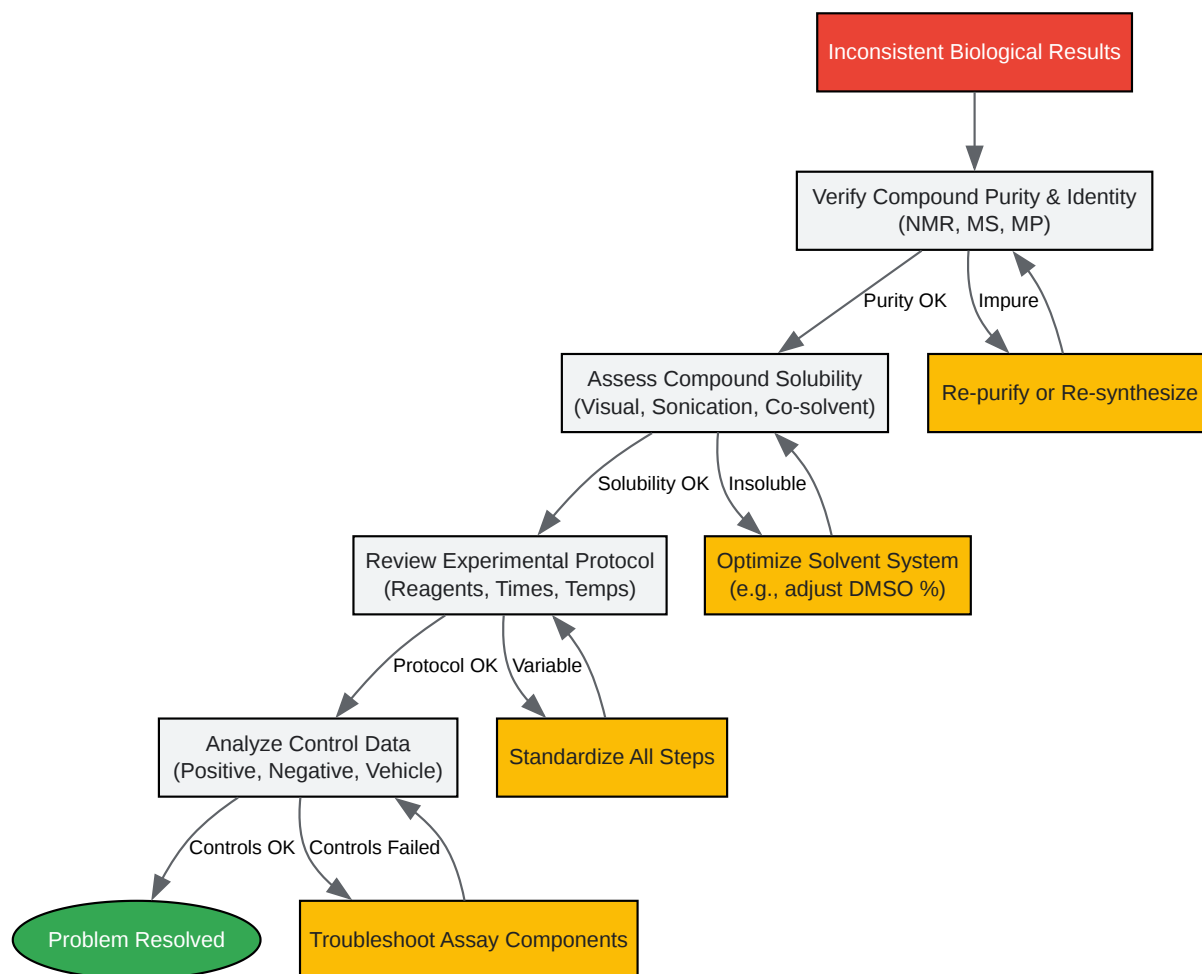 Inconsistent Biological Results
Verify Compound Purity & Identity
(NMR, MS, MP)
Purity OK
Impure
Assess Compound Solubility
(Visual, Sonication, Co-solvent)
Re-purify or Re-synthesize
Solubility OK
Insoluble
Review Experimental Protocol
(Reagents, Times, Temps)
Optimize Solvent System
(e.g., adjust DMSO %)
Protocol OK
Variable
Analyze Control Data
(Positive, Negative, Vehicle)
Standardize All Steps
Controls OK
Controls Failed
Problem Resolved
Troubleshoot Assay Components